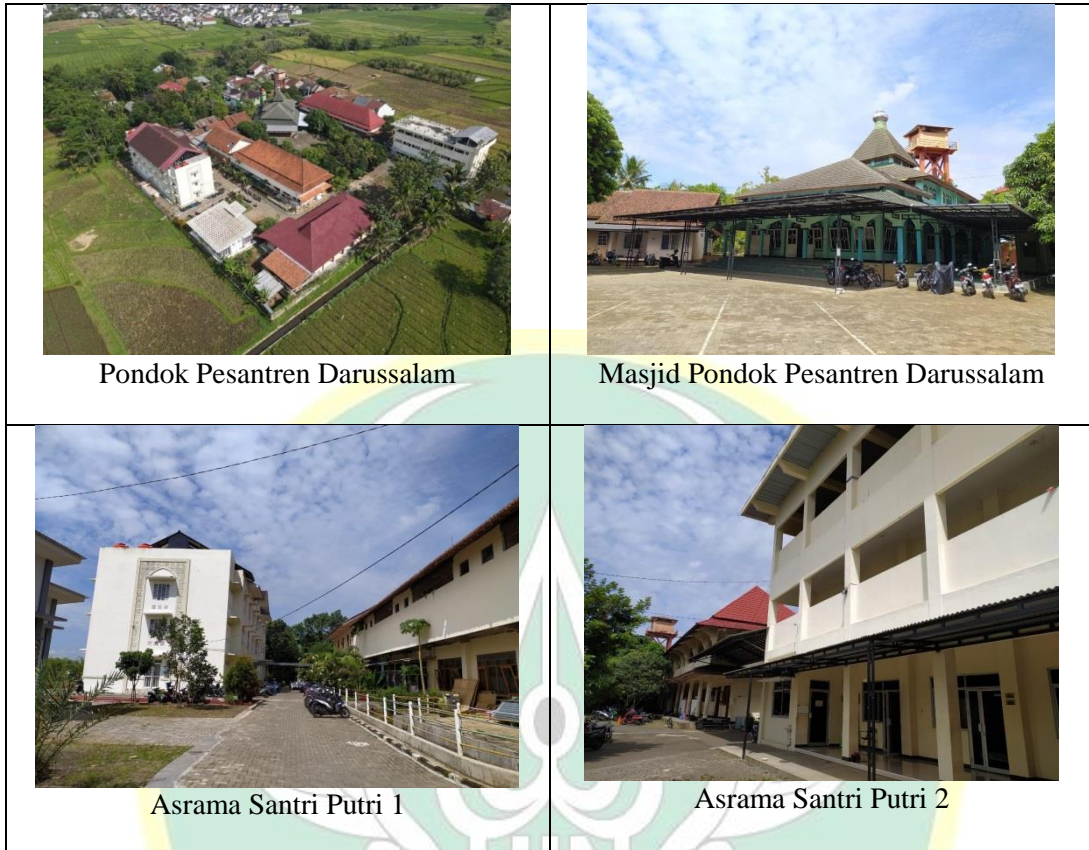 Pondok Pesantren Darussalam
Masjid Pondok Pesantren Darussalam
Asrama Santri Putri 1
Asrama Santri Putri 2